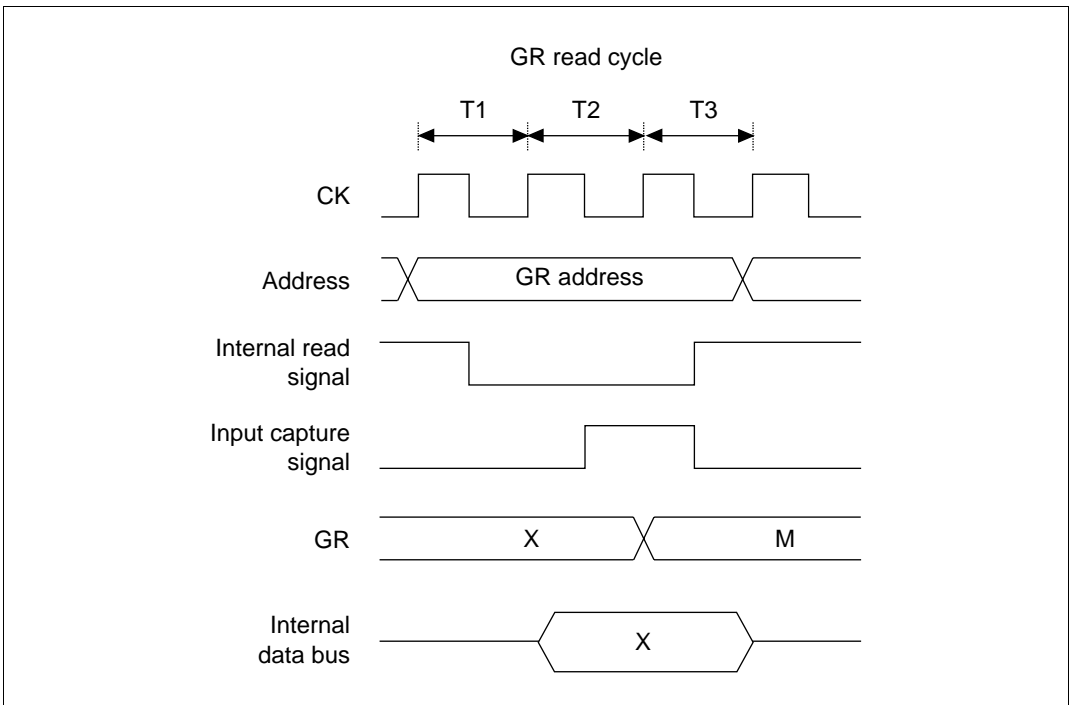 GR read cycle
T1 T2 T3
CK
Address GR address
Internal read
signal
Input capture
signal
GR X M
Internal
data bus X